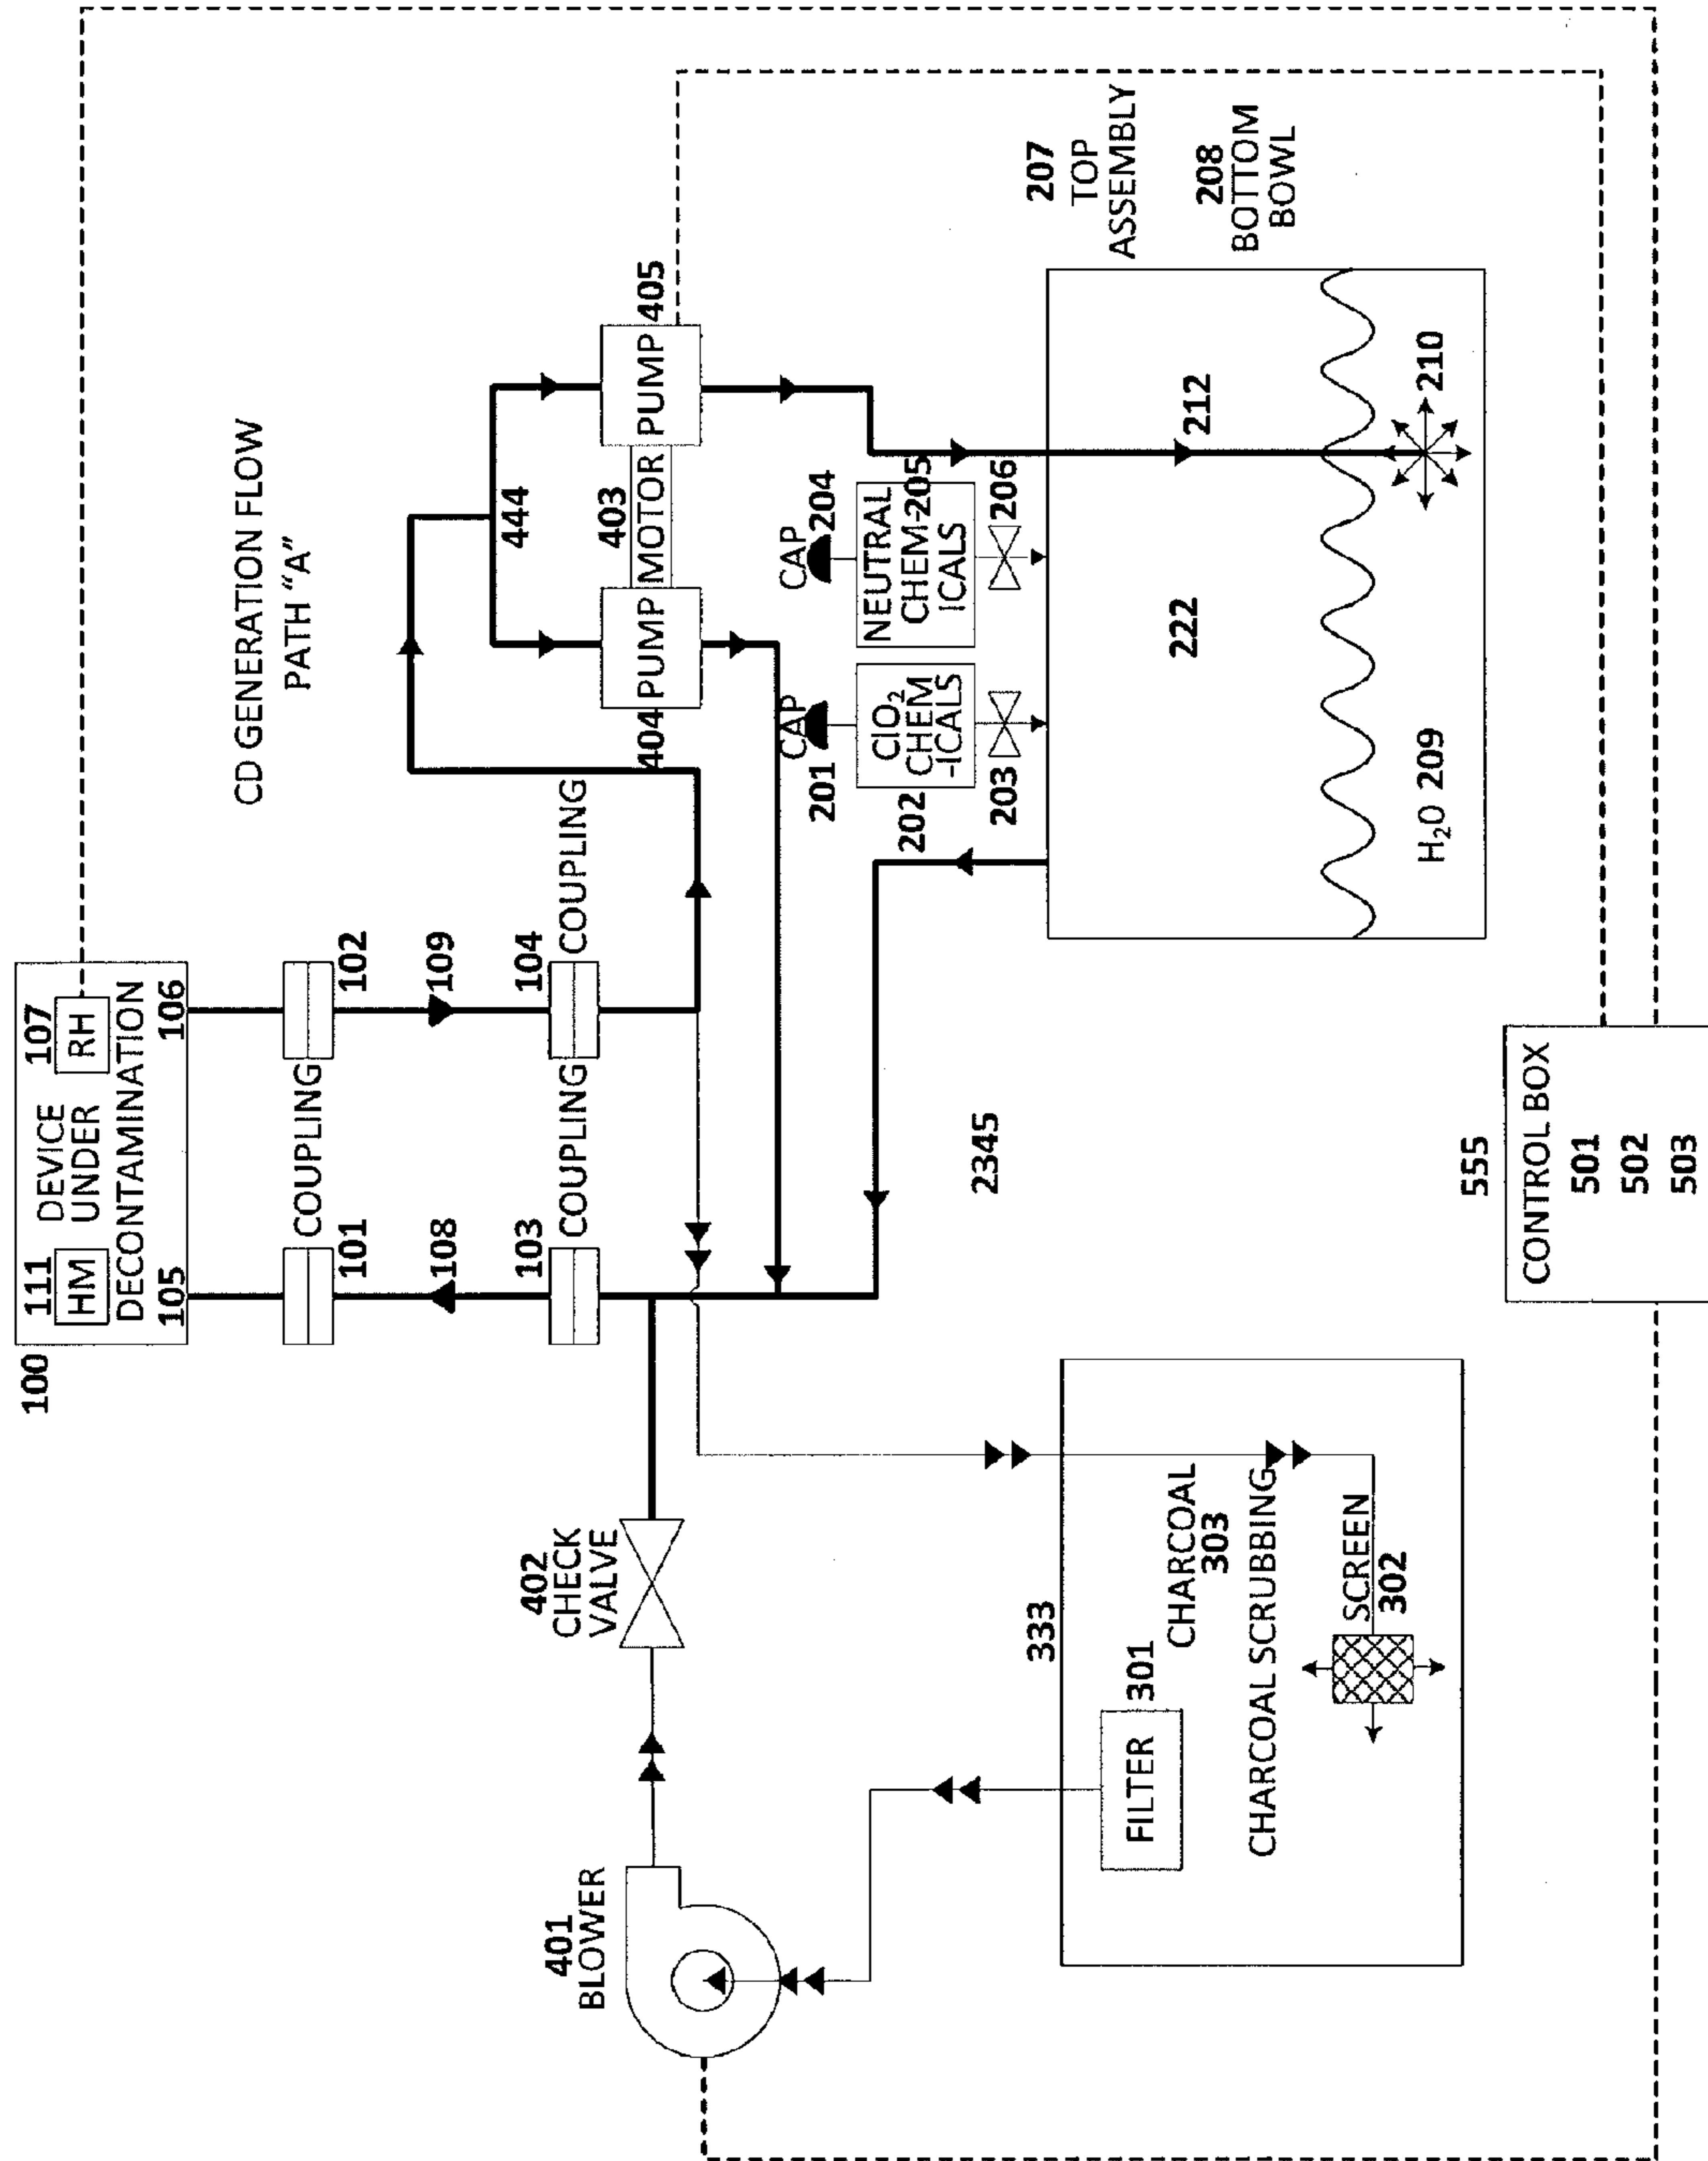 100
111
HM
DEVICE
UNDER
107
RH
DECONTAMINATION
105
106
COUPLING
101
102
108
109
COUPLING
103
104
COUPLING
CD GENERATION FLOW
PATH “A”
444
404
PUMP
403
MOTOR
PUMP
405
401
BLOWER
402
CHECK
VALVE
CAP
201
CAP
204
202
ClO2
CHEM
-ICALS
203
NEUTRAL
CHEM-
ICALS
205
206
2345
207
TOP
ASSEMBLY
208
BOTTOM
BOWL
222
212
H2O 209
210
333
FILTER
301
CHARCOAL
303
CHARCOAL SCRUBBING
SCREEN
302
555
CONTROL BOX
501
502
503